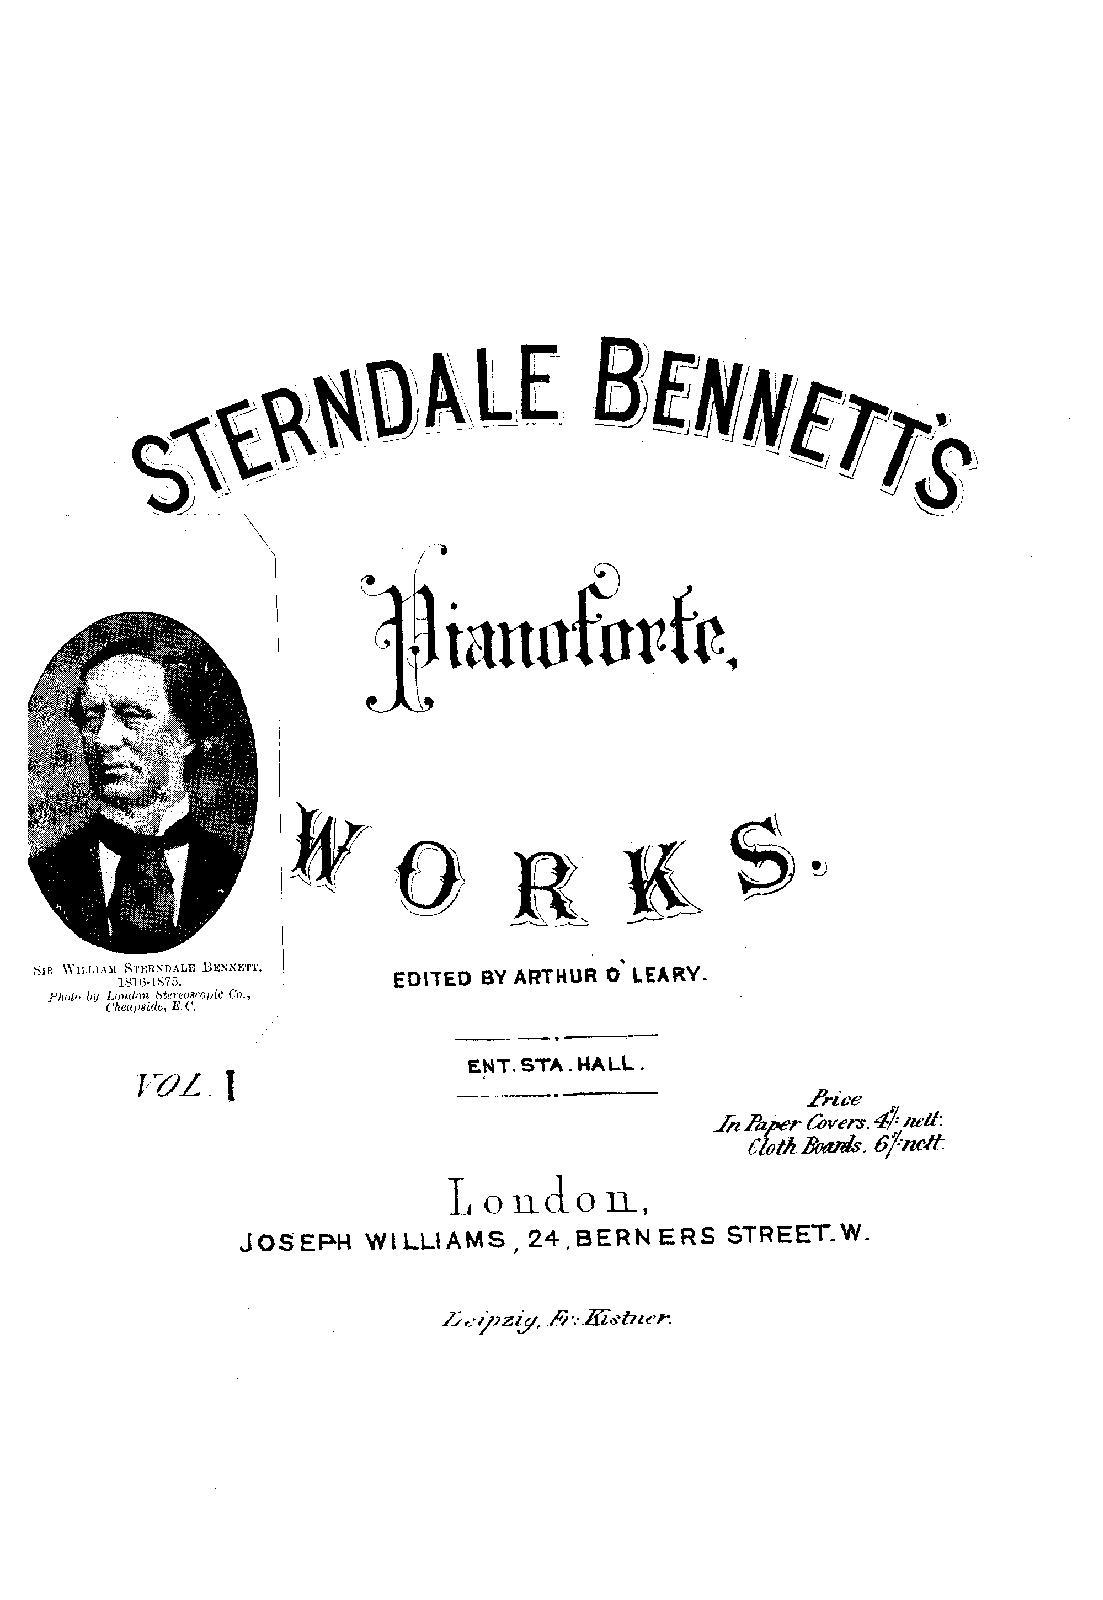 STERNDALE BENNETT'S
Pianoforte,
WORKS.
SIR WILLIAM STERNDALE BENNETT.
1816-1875.
Photo by London Stereoscopic Co.,
Cheapside, E.C.
EDITED BY ARTHUR O'LEARY.
ENT. STA. HALL.
VOL. I
Price
In Paper Covers. 4/- nett.
Cloth Boards. 6/- nett.
London,
JOSEPH WILLIAMS, 24, BERNERS STREET. W.
Leipzig, Fr. Kistner.